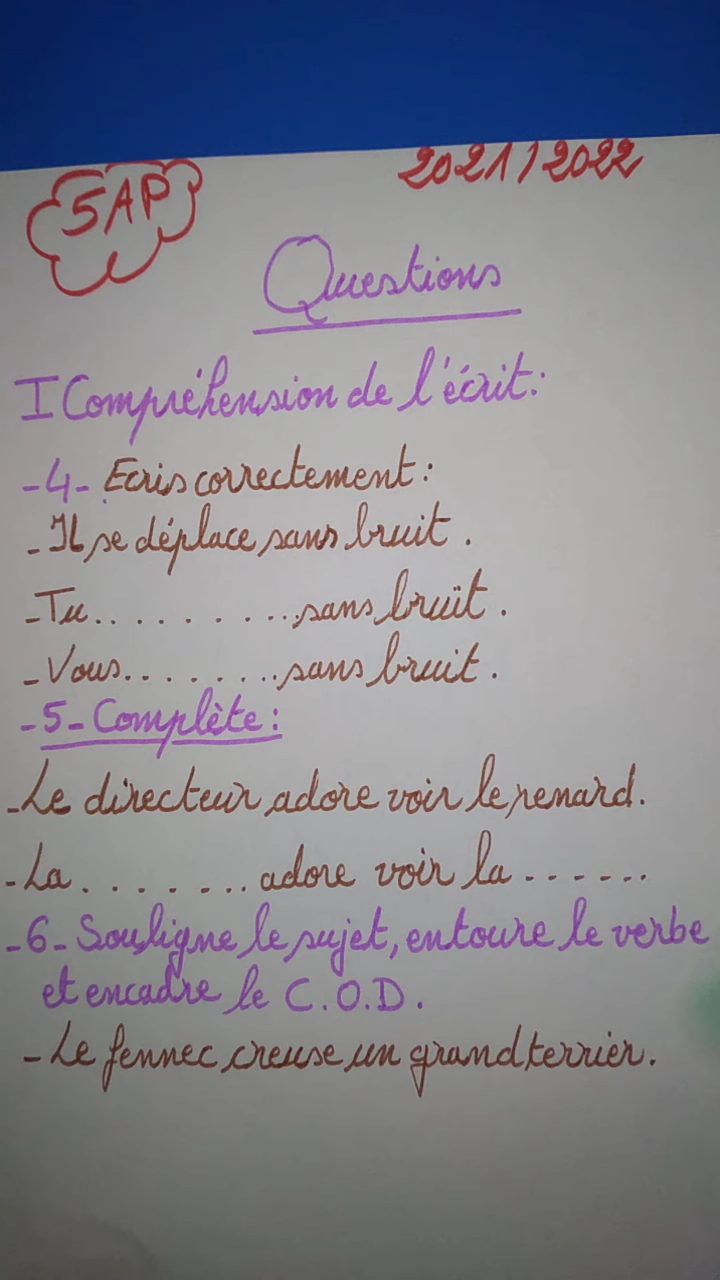 5AP
2021/2022
Questions
I Compréhension de l'écrit:
-4- Ecris correctement:
- Il se déplace sans bruit.
- Tu.......... sans bruït.
- Vous........ sans bruit.
-5- Complète:
- Le directeur adore voir le renard.
- La....... adore voir la......
-6- Souligne le sujet, entoure le verbe
et encadre le C.O.D.
- Le fennec creuse un grand terrier.